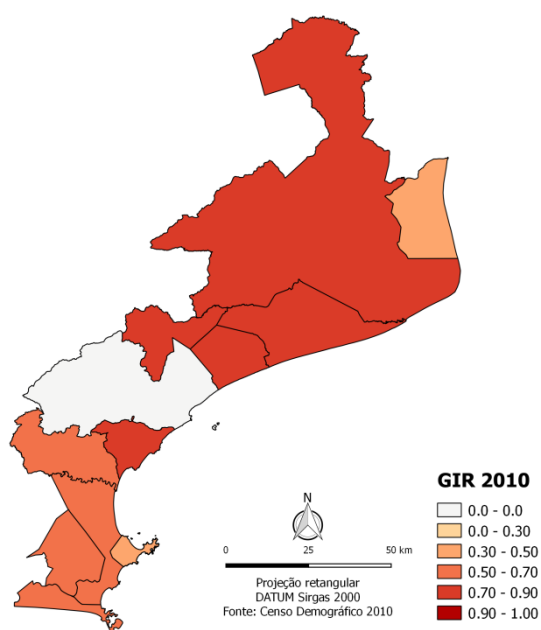 GIR 2010
0.0 - 0.0
0.0 - 0.30
0.30 - 0.50
0.50 - 0.70
0.70 - 0.90
0.90 - 1.00
N
0 25 50 km
Projeção retangular
DATUM Sirgas 2000
Fonte: Censo Demográfico 2010